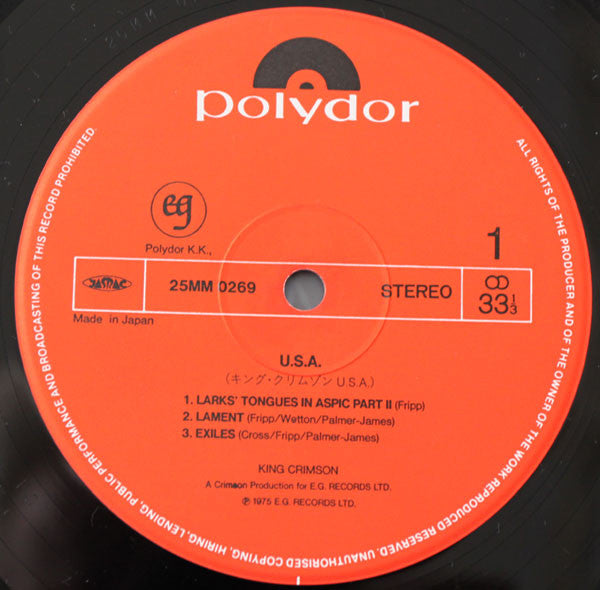 polydor
eg
Polydor K.K.,
1
JASRAC
25MM 0269
STEREO
33 1/3
Made in Japan
U.S.A.
(キング・クリムゾン U.S.A.)
1. LARKS' TONGUES IN ASPIC PART II (Fripp)
2. LAMENT (Fripp/Wetton/Palmer-James)
3. EXILES (Cross/Fripp/Palmer-James)
KING CRIMSON
A Crimson Production for E.G. RECORDS LTD.
℗ 1975 E.G. RECORDS LTD.
ALL RIGHTS OF THE PRODUCER AND OF THE OWNER OF THE WORK REPRODUCED RESERVED. UNAUTHORISED COPYING, HIRING, LENDING, PUBLIC PERFORMANCE AND BROADCASTING OF THIS RECORD PROHIBITED.